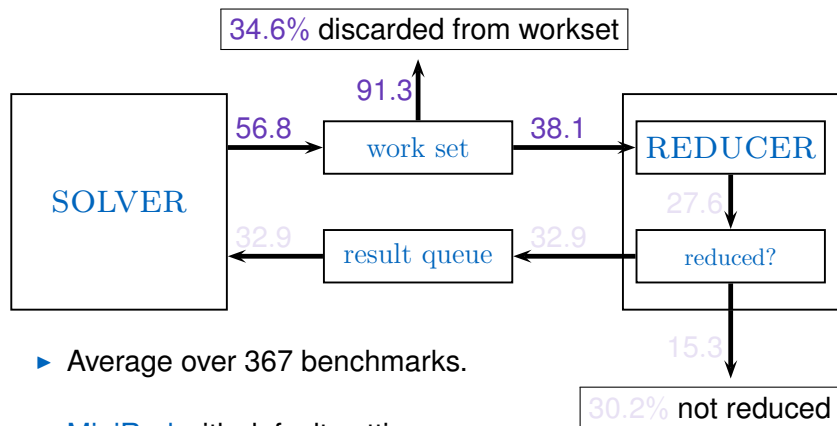 34.6% discarded from workset
91.3
56.8
work set
38.1
REDUCER
SOLVER
27.6
32.9
result queue
32.9
reduced?
15.3
► Average over 367 benchmarks.
30.2% not reduced